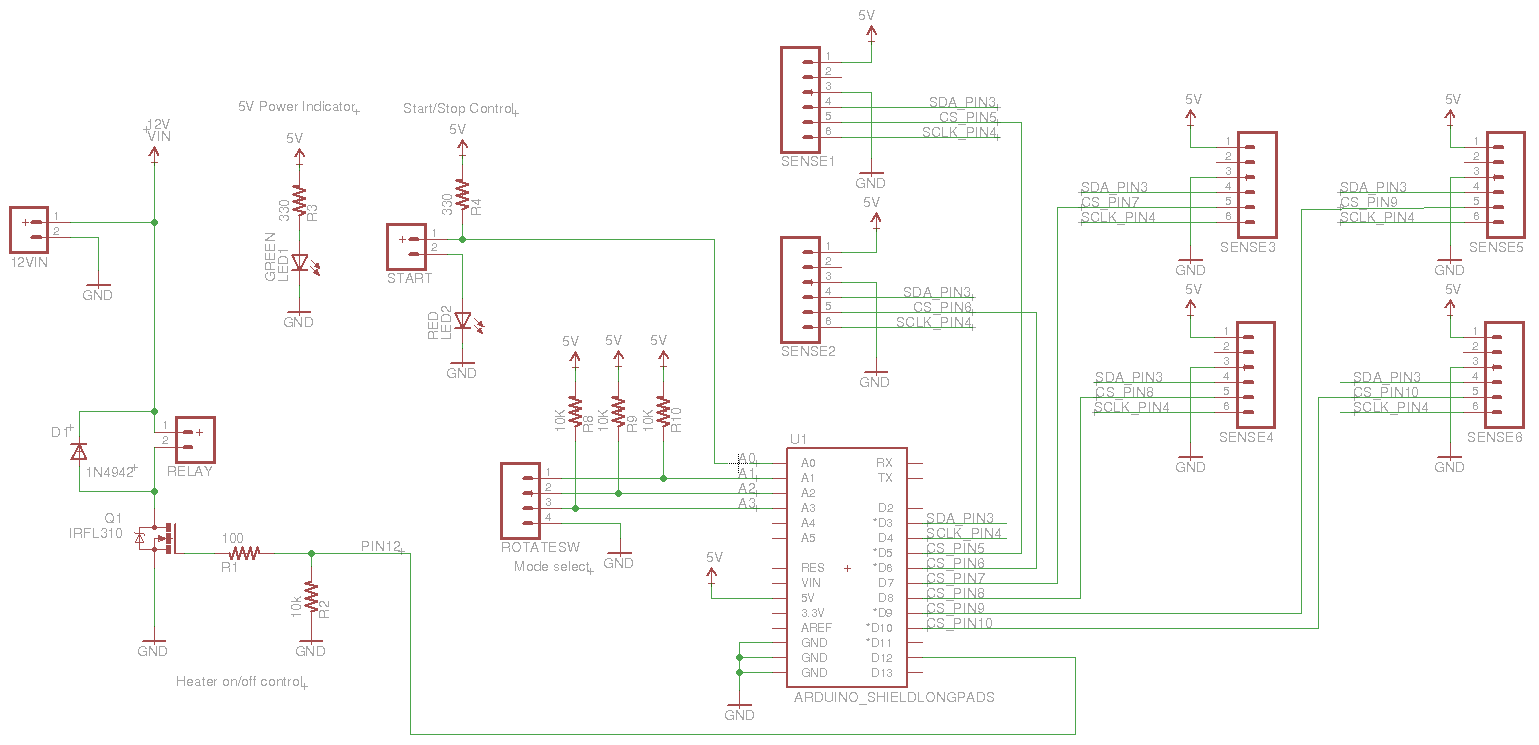 5V Power Indicator
Start/Stop Control
12V
VIN
5V
330
R3
GREEN
LED1
GND
5V
330
R4
1
2
START
RED
LED2
GND
1
2
12VIN
GND
D1
1N4942
1
2
RELAY
Q1
IRFL310
100
R1
PIN12
10k
R2
GND
GND
Heater on/off control
5V
5V
5V
10K
R8
10K
R9
10K
R10
1
2
3
4
ROTATESW
Mode select
GND
A0
A1
A2
A3
5V
GND
U1
A0
A1
A2
A3
A4
A5
RES
VIN
5V
3.3V
AREF
GND
GND
GND
RX
TX
D2
*D3
D4
*D5
*D6
D7
D8
*D9
*D10
*D11
D12
D13
ARDUINO_SHIELDLONGPADS
SDA_PIN3
SCLK_PIN4
CS_PIN5
CS_PIN6
CS_PIN7
CS_PIN8
CS_PIN9
CS_PIN10
5V
1
2
3
4
5
6
SDA_PIN3
CS_PIN5
SCLK_PIN4
SENSE1
GND
5V
1
2
3
4
5
6
SDA_PIN3
CS_PIN6
SCLK_PIN4
SENSE2
GND
5V
1
2
3
4
5
6
SDA_PIN3
CS_PIN7
SCLK_PIN4
SENSE3
GND
5V
1
2
3
4
5
6
SDA_PIN3
CS_PIN8
SCLK_PIN4
SENSE4
GND
5V
1
2
3
4
5
6
SDA_PIN3
CS_PIN9
SCLK_PIN4
SENSE5
GND
5V
1
2
3
4
5
6
SDA_PIN3
CS_PIN10
SCLK_PIN4
SENSE6
GND